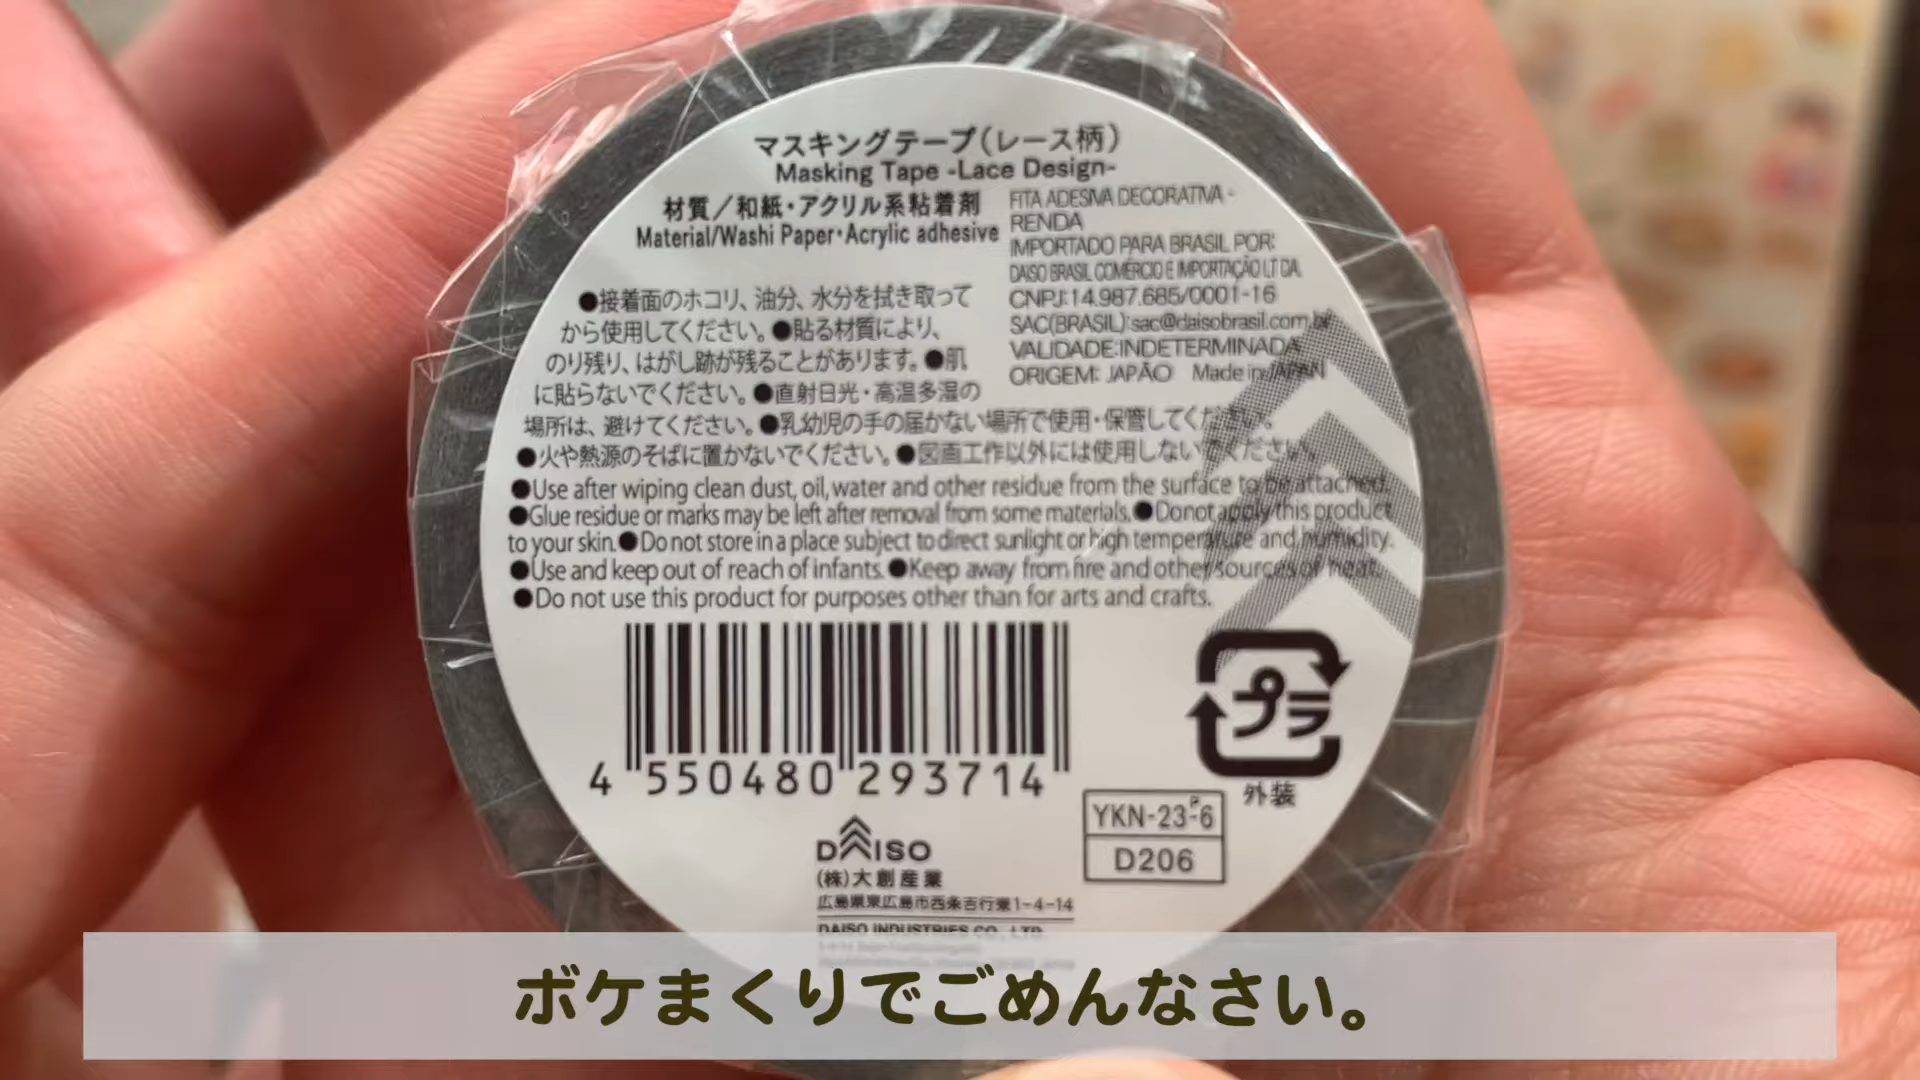 マスキングテープ(レース柄)
Masking Tape -Lace Design-
材質/和紙・アクリル系粘着剤
Material/Washi Paper・Acrylic adhesive
FITA ADESIVA DECORATIVA -
RENDA
IMPORTADO PARA BRASIL POR:
DAISO BRASIL COMÉRCIO E IMPORTAÇÃO LTDA.
CNPJ:14.987.685/0001-16
SAC(BRASIL):sac@daisobrasil.com.br
VALIDADE:INDETERMINADA
ORIGEM: JAPÃO Made in JAPAN
●接着面のホコリ、油分、水分を拭き取って
から使用してください。●貼る材質により、
のり残り、はがし跡が残ることがあります。●肌
に貼らないでください。●直射日光・高温多湿の
場所は、避けてください。●乳幼児の手の届かない場所で使用・保管してください。
●火や熱源のそばに置かないでください。●図画工作以外には使用しないでください。
●Use after wiping clean dust, oil, water and other residue from the surface to be attached.
●Glue residue or marks may be left after removal from some materials.●Do not apply this product
to your skin.●Do not store in a place subject to direct sunlight or high temperature and humidity.
●Use and keep out of reach of infants.●Keep away from fire and other sources of heat.
●Do not use this product for purposes other than for arts and crafts.
4 550480 293714
プラ
外装
YKN-23-P6
D206
DAISO
(株)大創産業
広島県東広島市西条吉行東1-4-14
DAISO INDUSTRIES CO., LTD.
ボケまくりでごめんなさい。